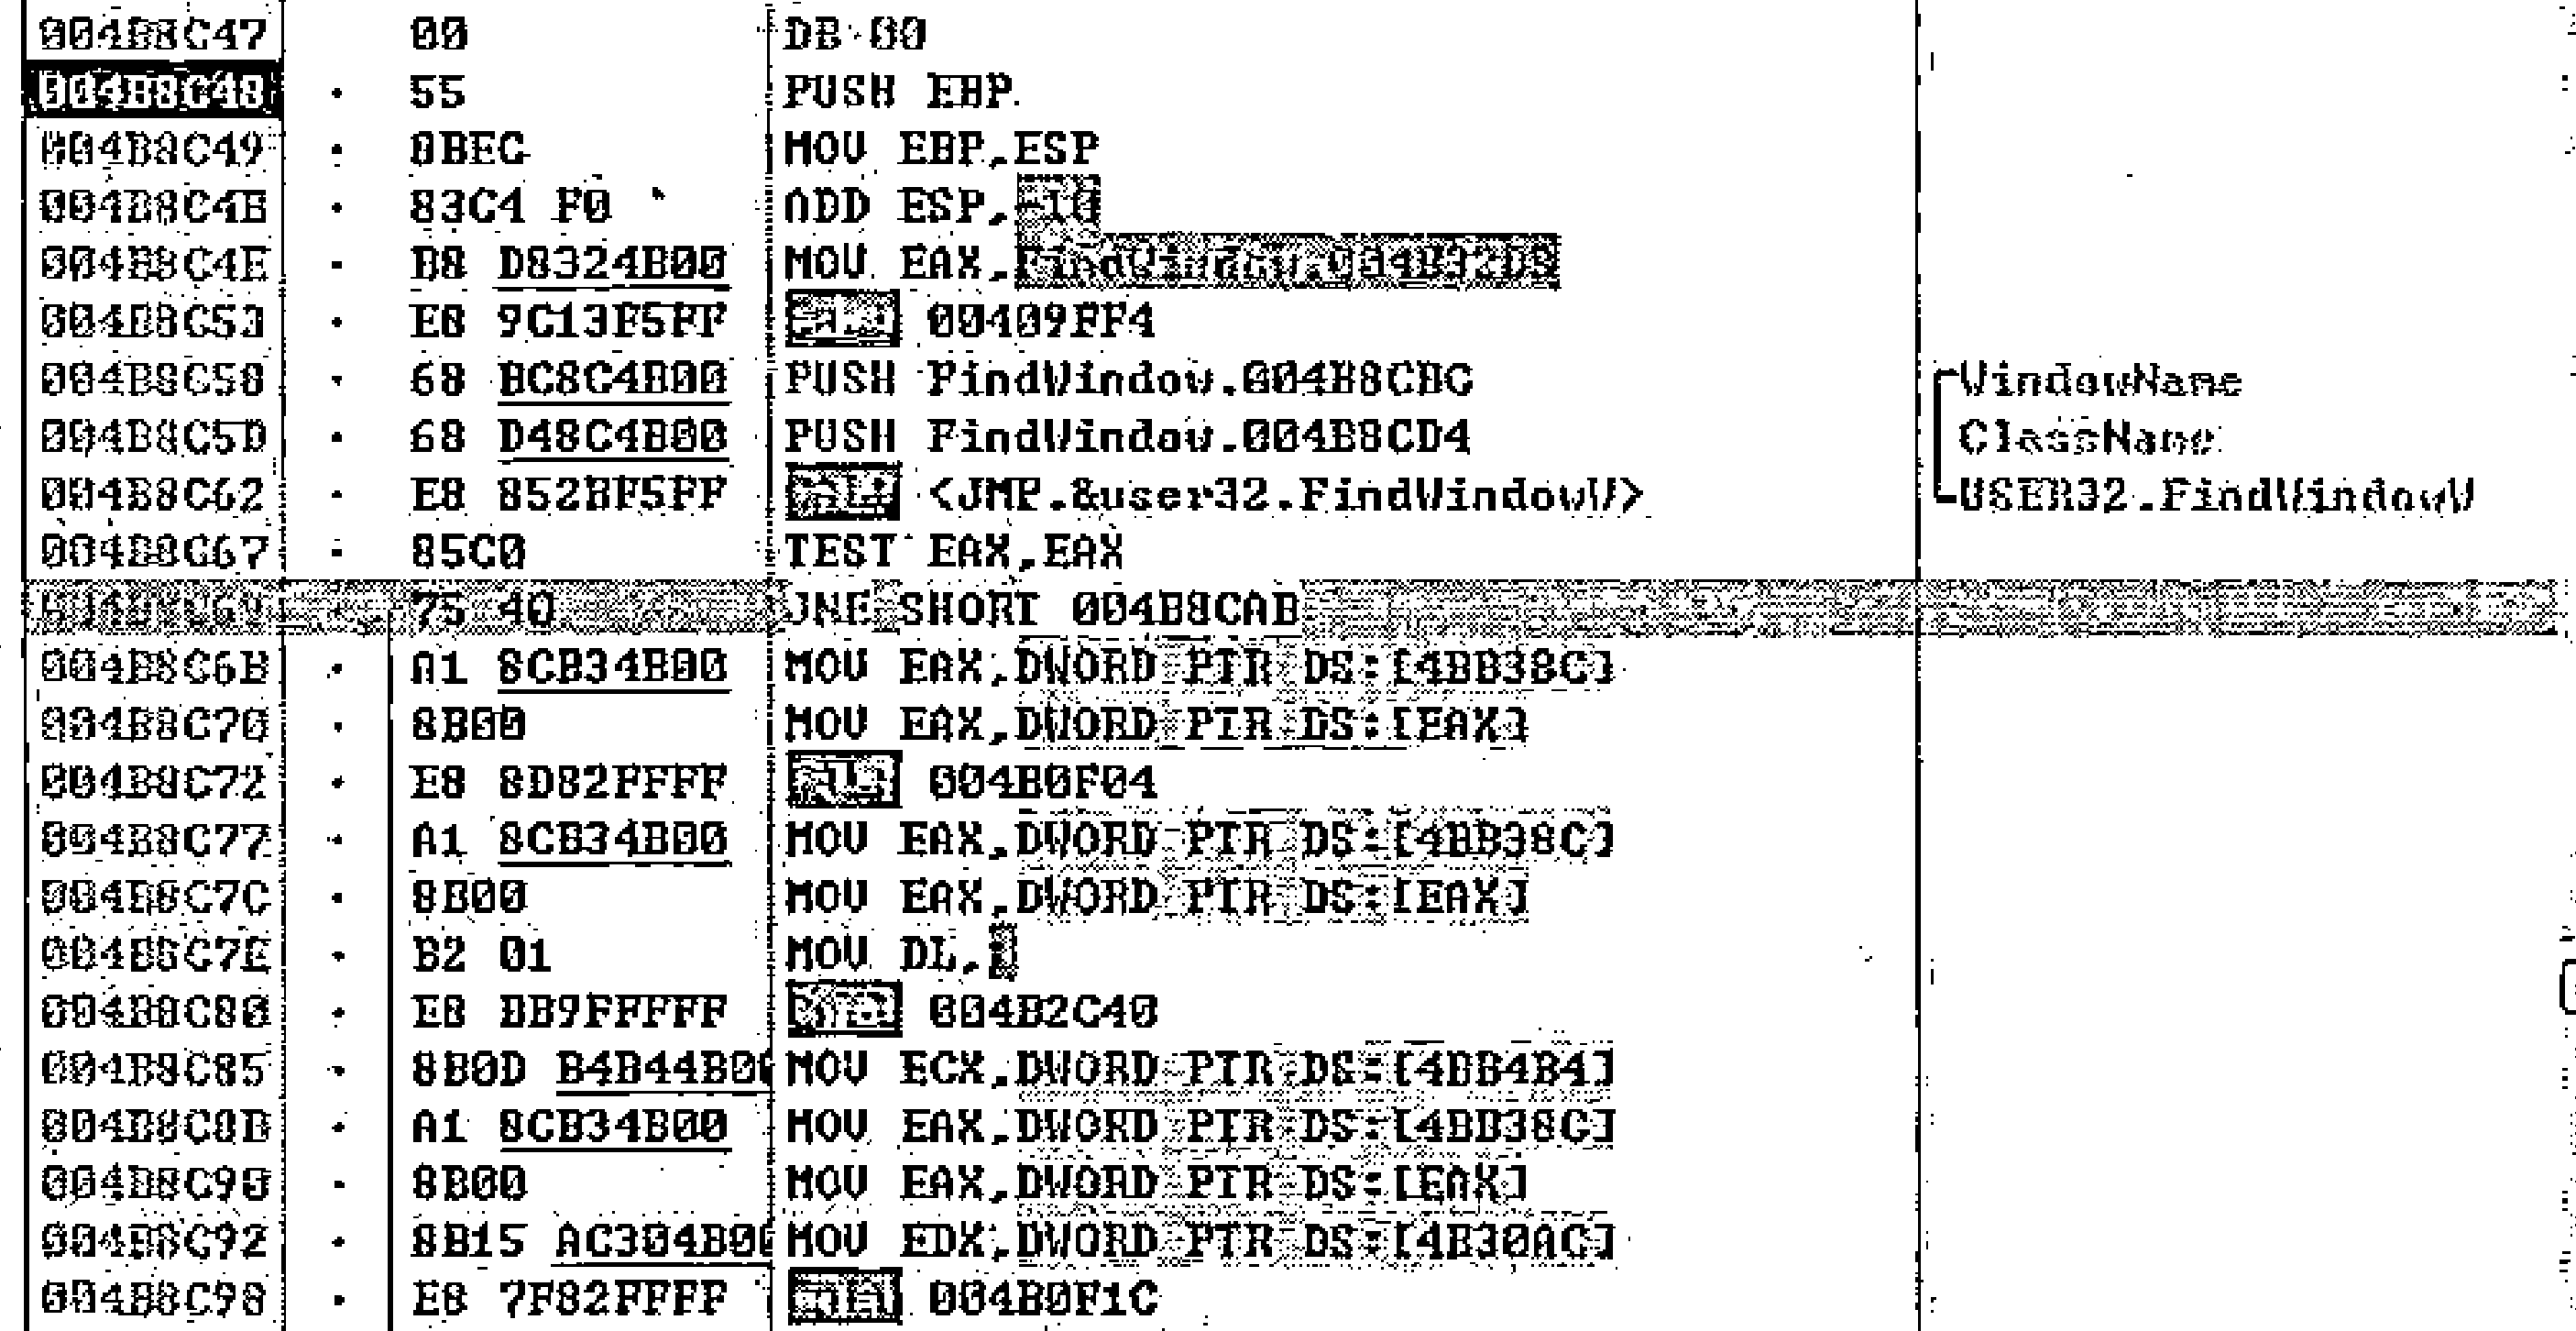 004B8C47 00 DB 00
004B8C48 . 55 PUSH EBP
004B8C49 . 8BEC MOV EBP,ESP
004B8C4B . 83C4 F0 ADD ESP,-10
004B8C4E . B8 D8324B00 MOV EAX,FindWindow.004B32D8
004B8C53 . E8 9C13F5FF 00409FF4
004B8C58 . 68 BC8C4B00 PUSH FindWindow.004B8CBC WindowName
004B8C5D . 68 D48C4B00 PUSH FindWindow.004B8CD4 ClassName
004B8C62 . E8 852BF5FF <JMP.&user32.FindWindowW> USER32.FindWindowW
004B8C67 . 85C0 TEST EAX,EAX
75 40 JNE SHORT 004B8CAB
004B8C6B . A1 8CB34B00 MOV EAX,DWORD PTR DS:[4BB38C]
004B8C70 . 8B00 MOV EAX,DWORD PTR DS:[EAX]
004B8C72 . E8 8D82FFFF 004B0F04
004B8C77 . A1 8CB34B00 MOV EAX,DWORD PTR DS:[4BB38C]
004B8C7C . 8B00 MOV EAX,DWORD PTR DS:[EAX]
004B8C7E . B2 01 MOV DL,
004B8C80 . E8 BB9FFFFF 004B2C40
004B8C85 . 8B0D B4B44B00 MOV ECX,DWORD PTR DS:[4BB4B4]
004B8C8B . A1 8CB34B00 MOV EAX,DWORD PTR DS:[4BB38C]
004B8C90 . 8B00 MOV EAX,DWORD PTR DS:[EAX]
004B8C92 . 8B15 AC304B00 MOV EDX,DWORD PTR DS:[4B30AC]
004B8C98 . E8 7F82FFFF 004B0F1C